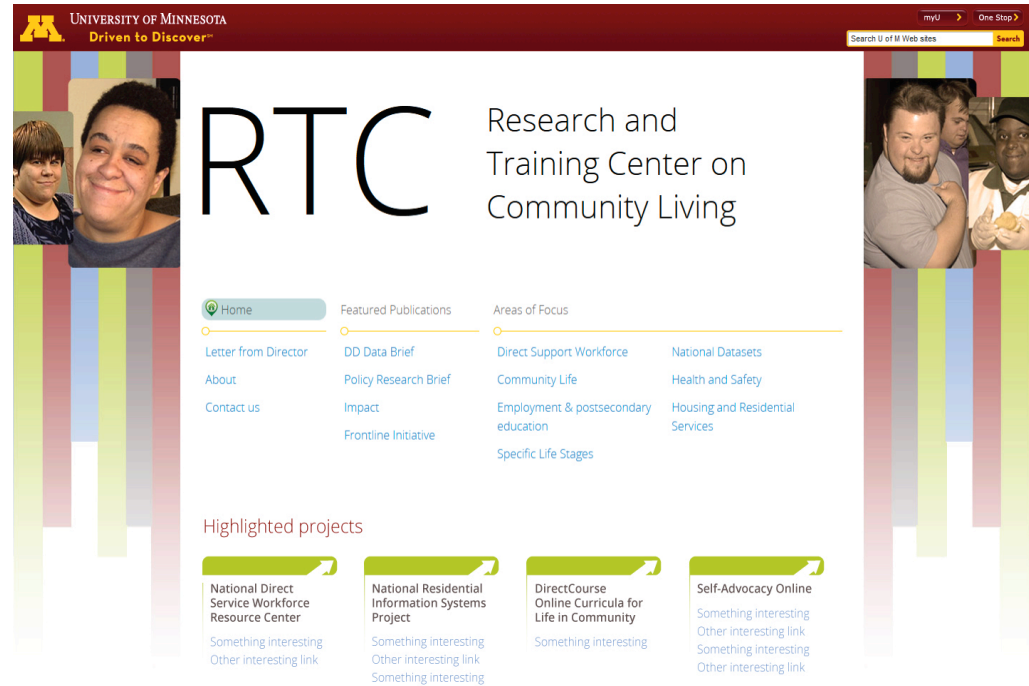 UNIVERSITY OF MINNESOTA
Driven to Discover℠
myU
One Stop
Search U of M Web sites
Search
RTC
Research and
Training Center on
Community Living
Home
Letter from Director
About
Contact us
Featured Publications
DD Data Brief
Policy Research Brief
Impact
Frontline Initiative
Areas of Focus
Direct Support Workforce
Community Life
Employment & postsecondary
education
Specific Life Stages
National Datasets
Health and Safety
Housing and Residential
Services
Highlighted projects
National Direct
Service Workforce
Resource Center
Something interesting
Other interesting link
National Residential
Information Systems
Project
Something interesting
Other interesting link
Something interesting
DirectCourse
Online Curricula for
Life in Community
Something interesting
Self-Advocacy Online
Something interesting
Other interesting link
Something interesting
Other interesting link